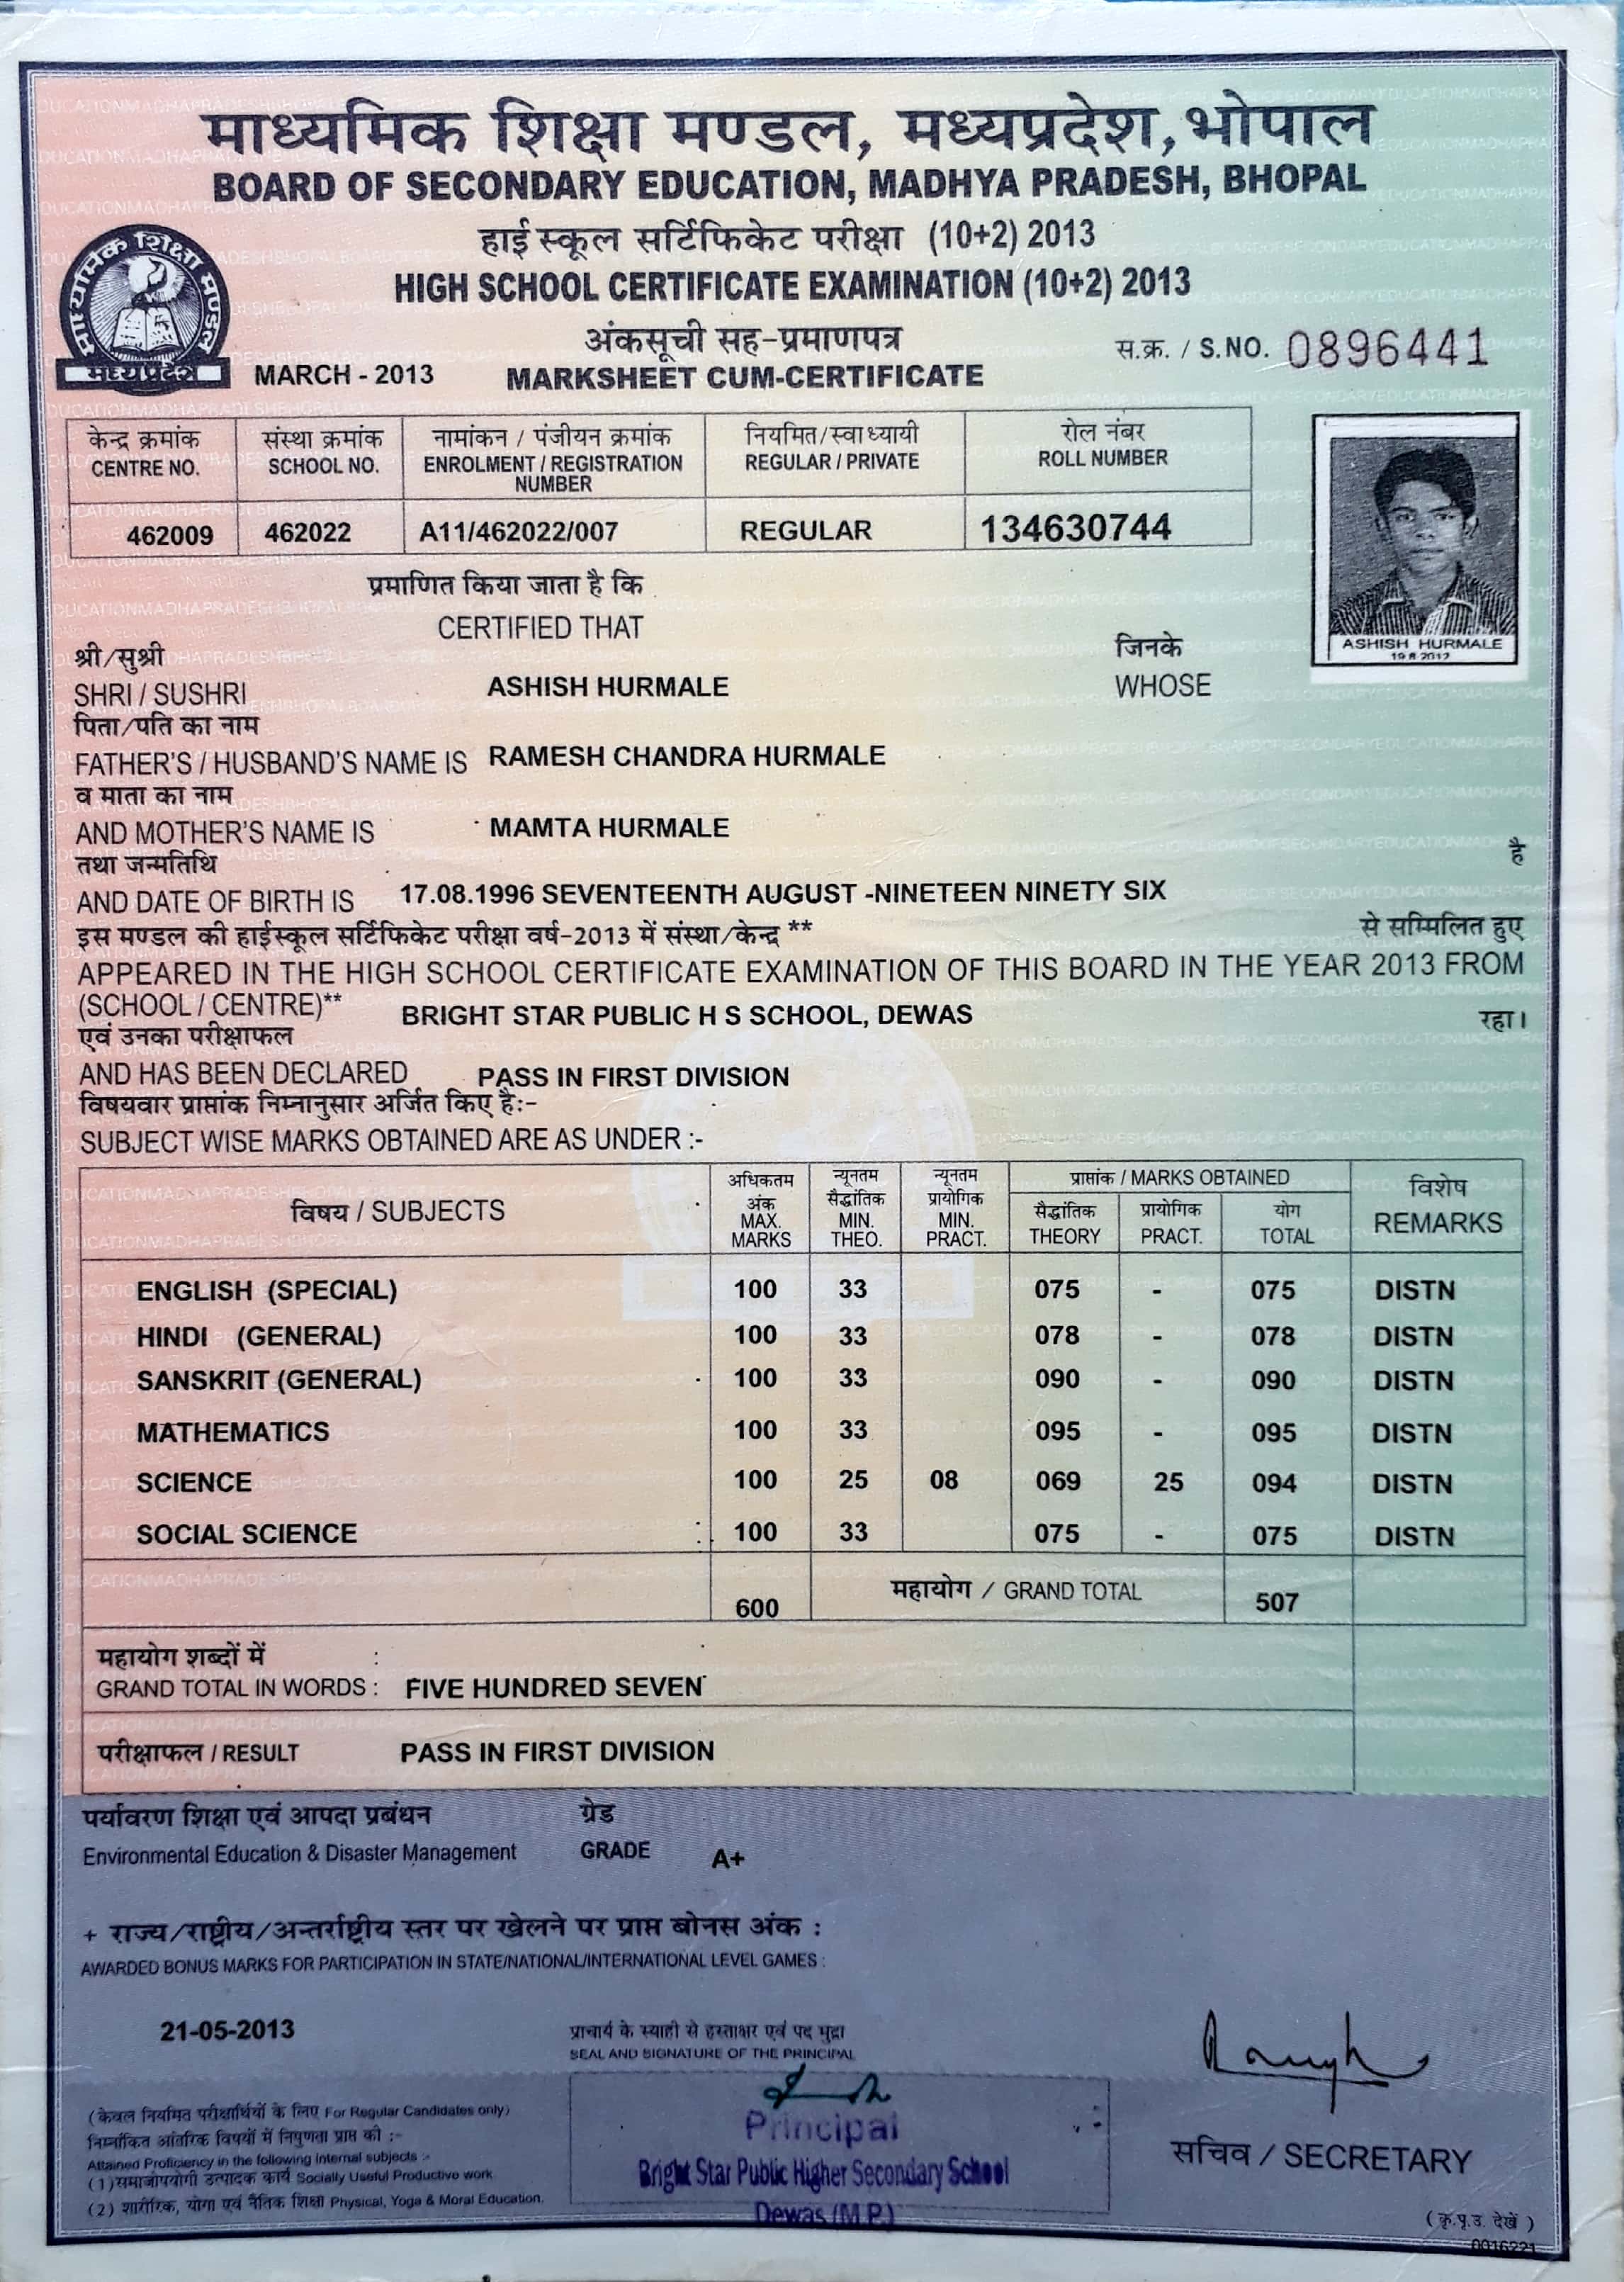 माध्यमिक शिक्षा मण्डल, मध्यप्रदेश, भोपाल
BOARD OF SECONDARY EDUCATION, MADHYA PRADESH, BHOPAL
हाई स्कूल सर्टिफिकेट परीक्षा (10+2) 2013
HIGH SCHOOL CERTIFICATE EXAMINATION (10+2) 2013
माध्यमिक शिक्षा मण्डल
मध्यप्रदेश
अंकसूची सह-प्रमाणपत्र
स.क्र. / S.NO. 0896441
MARCH - 2013 MARKSHEET CUM-CERTIFICATE
केन्द्र क्रमांक संस्था क्रमांक नामांकन / पंजीयन क्रमांक नियमित/स्वाध्यायी रोल नंबर
CENTRE NO. SCHOOL NO. ENROLMENT / REGISTRATION NUMBER REGULAR / PRIVATE ROLL NUMBER
462009 462022 A11/462022/007 REGULAR 134630744
ASHISH HURMALE
प्रमाणित किया जाता है कि
CERTIFIED THAT
श्री/सुश्री जिनके
SHRI / SUSHRI ASHISH HURMALE WHOSE
पिता/पति का नाम
FATHER'S / HUSBAND'S NAME IS RAMESH CHANDRA HURMALE
व माता का नाम
AND MOTHER'S NAME IS MAMTA HURMALE
तथा जन्मतिथि है
AND DATE OF BIRTH IS 17.08.1996 SEVENTEENTH AUGUST -NINETEEN NINETY SIX
इस मण्डल की हाईस्कूल सर्टिफिकेट परीक्षा वर्ष-2013 में संस्था/केन्द्र ** से सम्मिलित हुए
APPEARED IN THE HIGH SCHOOL CERTIFICATE EXAMINATION OF THIS BOARD IN THE YEAR 2013 FROM
(SCHOOL / CENTRE)** BRIGHT STAR PUBLIC H S SCHOOL, DEWAS
एवं उनका परीक्षाफल रहा।
AND HAS BEEN DECLARED PASS IN FIRST DIVISION
विषयवार प्राप्तांक निम्नानुसार अर्जित किए है:-
SUBJECT WISE MARKS OBTAINED ARE AS UNDER :-
विषय / SUBJECTS अधिकतम अंक MAX. MARKS न्यूनतम सैद्धांतिक MIN. THEO. न्यूनतम प्रायोगिक MIN. PRACT. प्राप्तांक / MARKS OBTAINED विशेष REMARKS
सैद्धांतिक THEORY प्रायोगिक PRACT. योग TOTAL
ENGLISH (SPECIAL) 100 33 075 - 075 DISTN
HINDI (GENERAL) 100 33 078 - 078 DISTN
SANSKRIT (GENERAL) 100 33 090 - 090 DISTN
MATHEMATICS 100 33 095 - 095 DISTN
SCIENCE 100 25 08 069 25 094 DISTN
SOCIAL SCIENCE 100 33 075 - 075 DISTN
600 महायोग / GRAND TOTAL 507
महायोग शब्दों में :
GRAND TOTAL IN WORDS : FIVE HUNDRED SEVEN
परीक्षाफल / RESULT PASS IN FIRST DIVISION
पर्यावरण शिक्षा एवं आपदा प्रबंधन ग्रेड
Environmental Education & Disaster Management GRADE A+
+ राज्य/राष्ट्रीय/अन्तर्राष्ट्रीय स्तर पर खेलने पर प्राप्त बोनस अंक :
AWARDED BONUS MARKS FOR PARTICIPATION IN STATE/NATIONAL/INTERNATIONAL LEVEL GAMES :
21-05-2013
प्राचार्य के स्याही से हस्ताक्षर एवं पद मुद्रा
SEAL AND SIGNATURE OF THE PRINCIPAL
Principal
Bright Star Public Higher Secondary School
Dewas (M.P.)
(केवल नियमित परीक्षार्थियों के लिए For Regular Candidates only)
निम्नांकित आंतरिक विषयों में निपुणता प्राप्त की :-
Attained Proficiency in the following internal subjects :-
(1) समाजोपयोगी उत्पादक कार्य Socially Useful Productive work
(2) शारीरिक, योगा एवं नैतिक शिक्षा Physical, Yoga & Moral Education.
सचिव / SECRETARY
(कृ.पृ.उ. देखें)